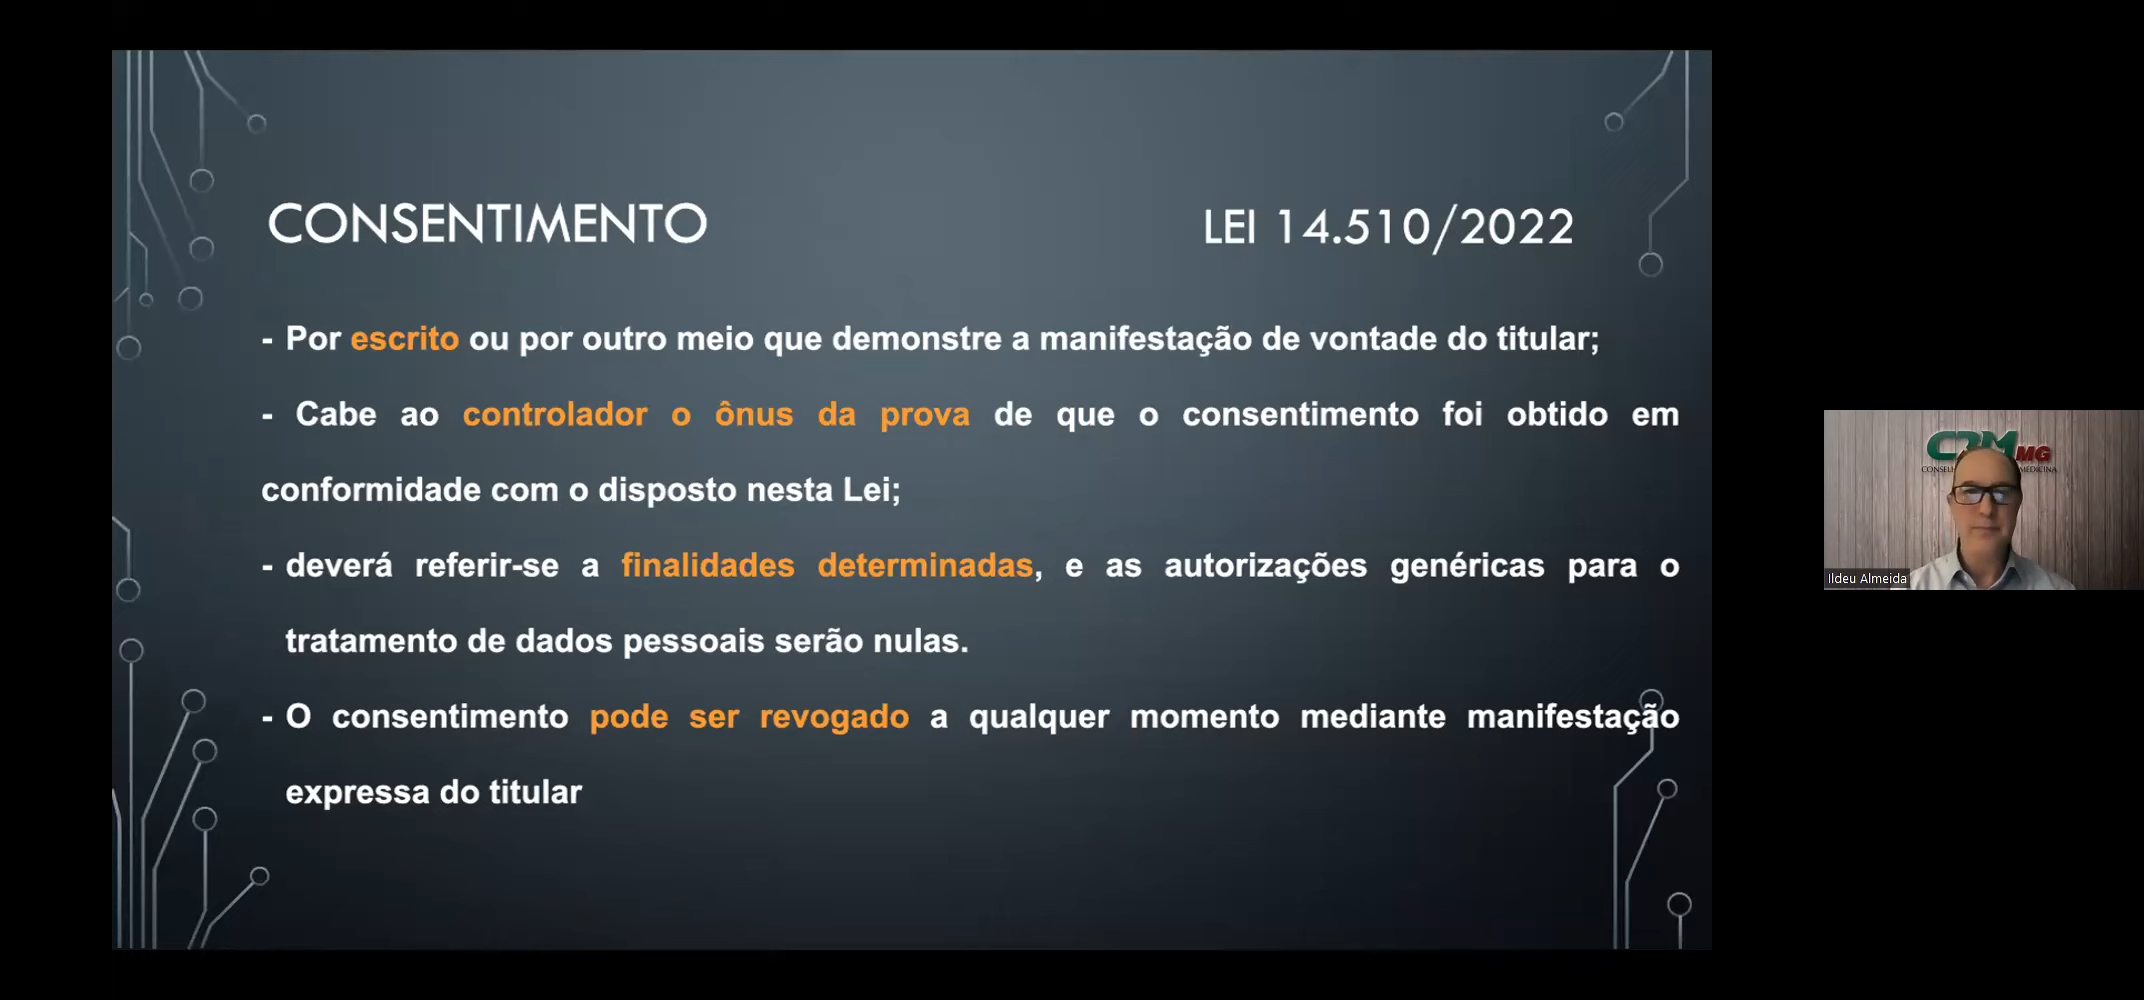 CONSENTIMENTO LEI 14.510/2022
- Por escrito ou por outro meio que demonstre a manifestação de vontade do titular;
- Cabe ao controlador o ônus da prova de que o consentimento foi obtido em
conformidade com o disposto nesta Lei;
- deverá referir-se a finalidades determinadas, e as autorizações genéricas para o
tratamento de dados pessoais serão nulas.
- O consentimento pode ser revogado a qualquer momento mediante manifestação
expressa do titular
CRM MG
MEDICINA
Ildeu Almeida